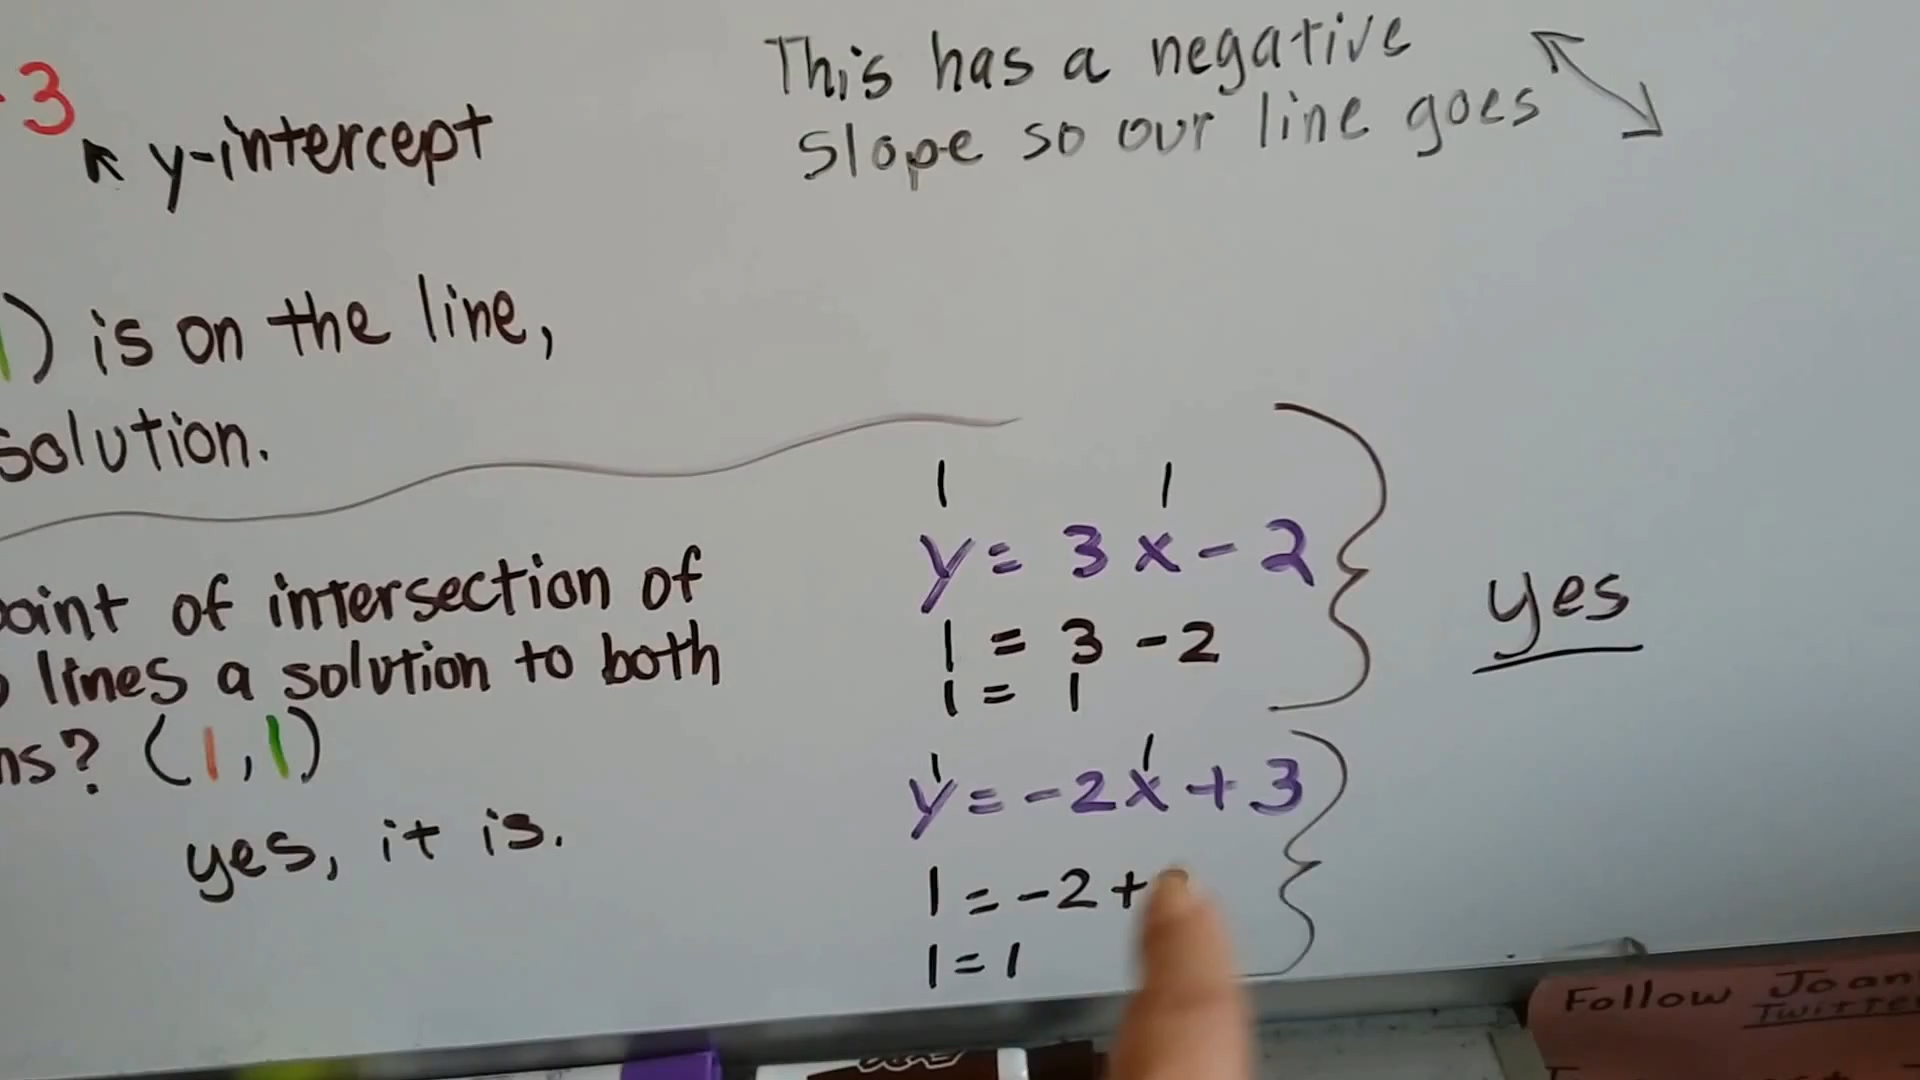 3
y-intercept
This has a negative
slope so our line goes
) is on the line,
solution.
of intersection of
lines a solution to both
? (1,1)
yes, it is.
1 1
y = 3x - 2
1 = 3 - 2
1 = 1
yes
1 1
y = -2x + 3
1 = -2 +
1 = 1
Follow Joan